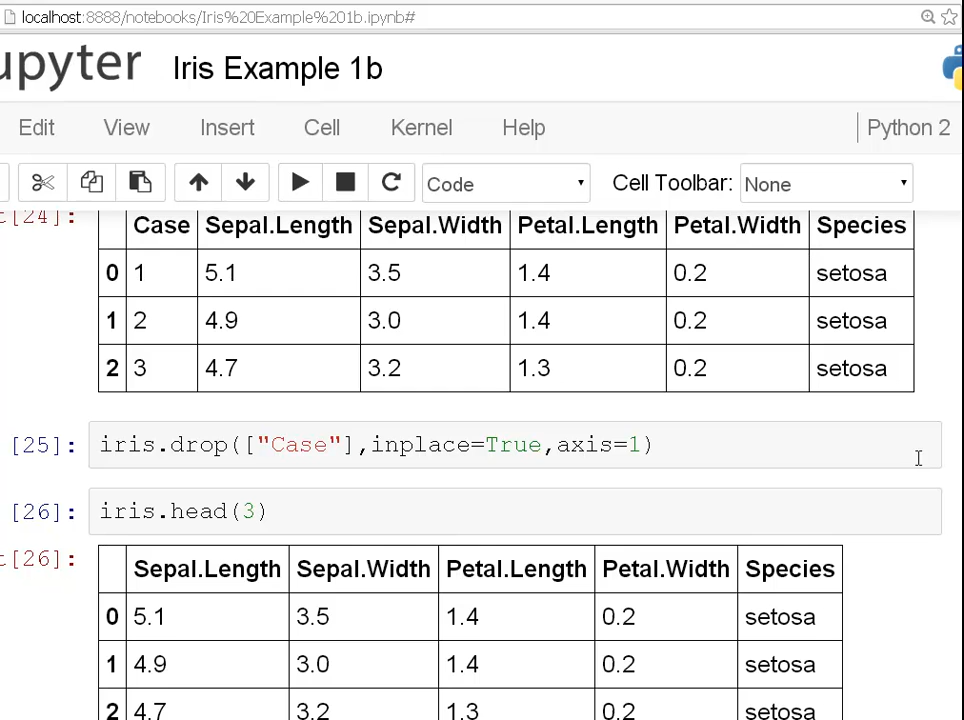 localhost:8888/notebooks/Iris%20Example%201b.ipynb#
upyter Iris Example 1b
Edit View Insert Cell Kernel Help Python 2
Code Cell Toolbar: None
t[24]: Case Sepal.Length Sepal.Width Petal.Length Petal.Width Species
0 1 5.1 3.5 1.4 0.2 setosa
1 2 4.9 3.0 1.4 0.2 setosa
2 3 4.7 3.2 1.3 0.2 setosa
[25]: iris.drop(["Case"],inplace=True,axis=1)
[26]: iris.head(3)
t[26]: Sepal.Length Sepal.Width Petal.Length Petal.Width Species
0 5.1 3.5 1.4 0.2 setosa
1 4.9 3.0 1.4 0.2 setosa
2 4.7 3.2 1.3 0.2 setosa